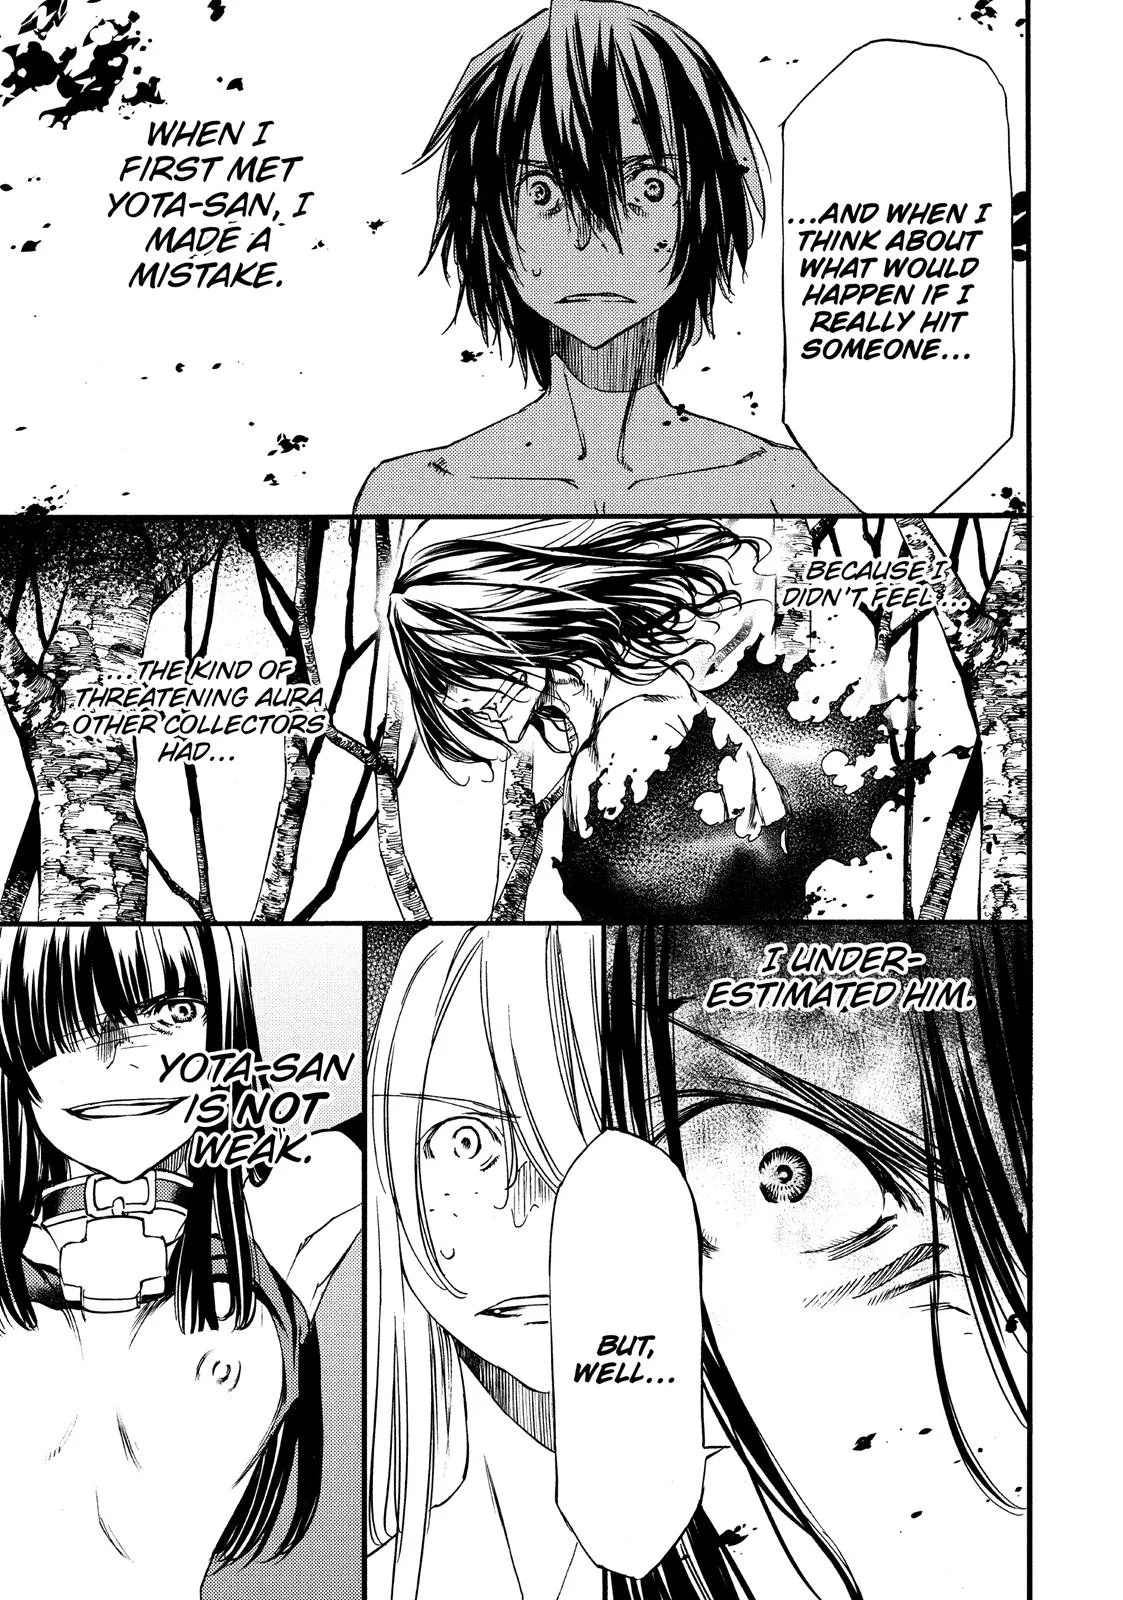 ...AND WHEN I
THINK ABOUT
WHAT WOULD
HAPPEN IF I
REALLY HIT
SOMEONE...
WHEN I
FIRST MET
YOTA-SAN, I
MADE A
MISTAKE.
BECAUSE I
DIDN'T FEEL...
...THE KIND OF
THREATENING AURA
OTHER COLLECTORS
HAD...
I UNDER-
ESTIMATED HIM.
BUT,
WELL...
YOTA-SAN
IS NOT
WEAK.